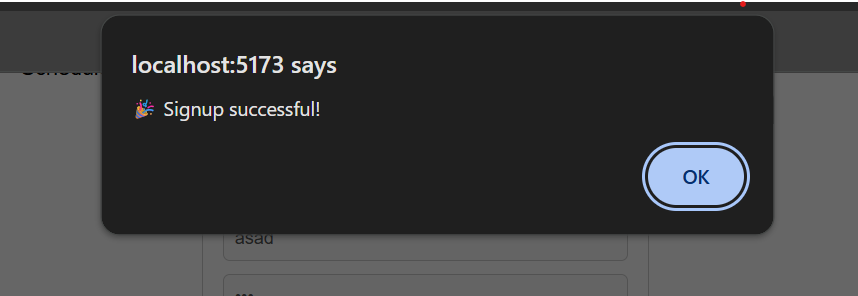 localhost:5173 says
🎉 Signup successful!
OK
asad